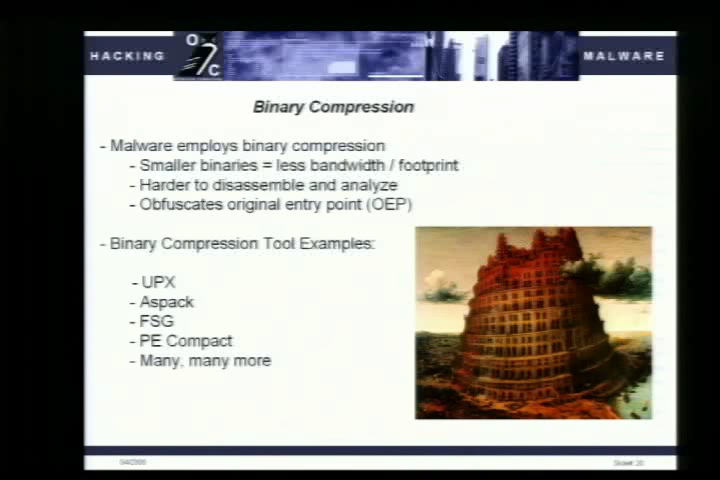 HACKING
O
C
MALWARE
Binary Compression
- Malware employs binary compression
- Smaller binaries = less bandwidth / footprint
- Harder to disassemble and analyze
- Obfuscates original entry point (OEP)
- Binary Compression Tool Examples:
- UPX
- Aspack
- FSG
- PE Compact
- Many, many more